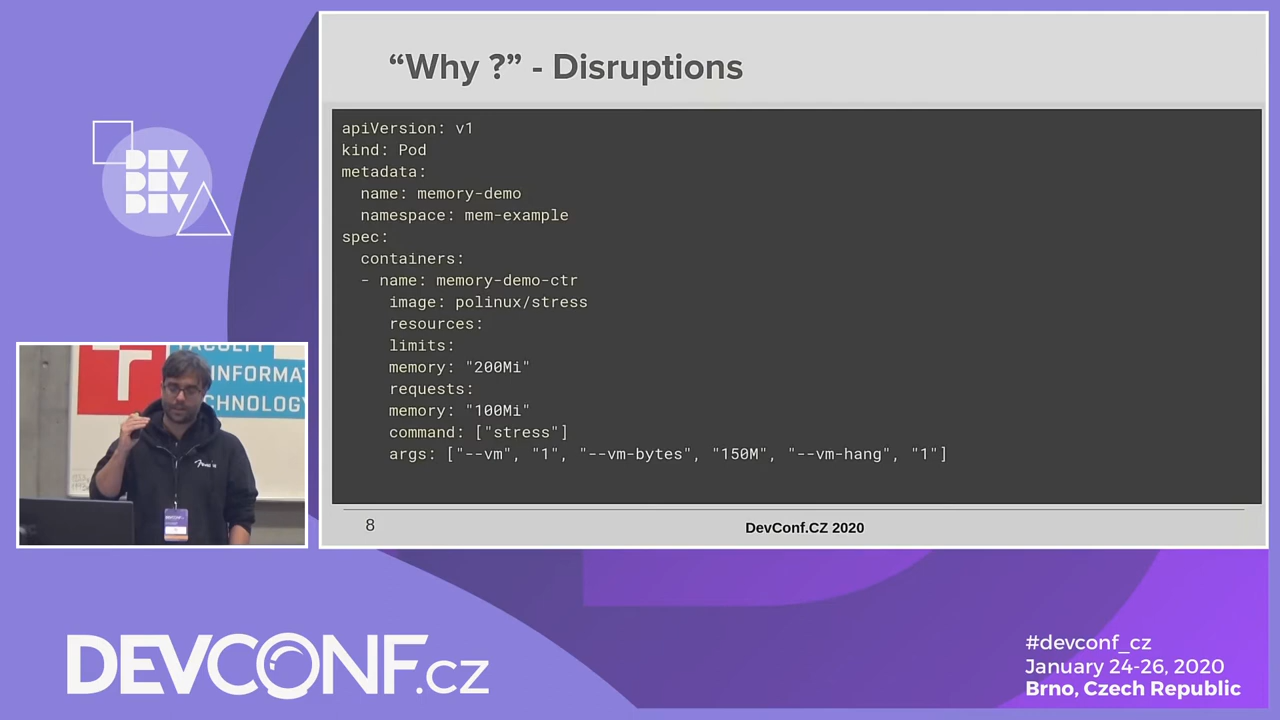 “Why ?” - Disruptions
apiVersion: v1
kind: Pod
metadata:
  name: memory-demo
  namespace: mem-example
spec:
  containers:
  - name: memory-demo-ctr
     image: polinux/stress
     resources:
     limits:
     memory: "200Mi"
     requests:
     memory: "100Mi"
     command: ["stress"]
     args: ["--vm", "1", "--vm-bytes", "150M", "--vm-hang", "1"]
8
DevConf.CZ 2020
DEV
DEV
DEV
FACULTY
INFORMA
CHNOLOGY
DEVCONF.cz
#devconf_cz
January 24-26, 2020
Brno, Czech Republic